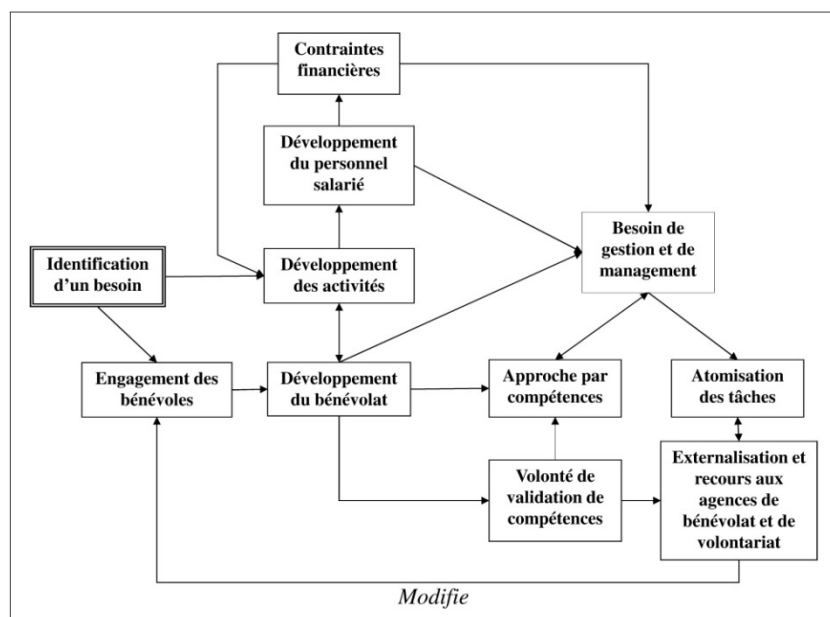 Contraintes
financières
Développement
du personnel
salarié
Besoin de
gestion et de
management
Identification
d'un besoin
Développement
des activités
Engagement des
bénévoles
Développement
du bénévolat
Approche par
compétences
Atomisation
des tâches
Volonté de
validation de
compétences
Externalisation et
recours aux
agences de
bénévolat et de
volontariat
Modifie